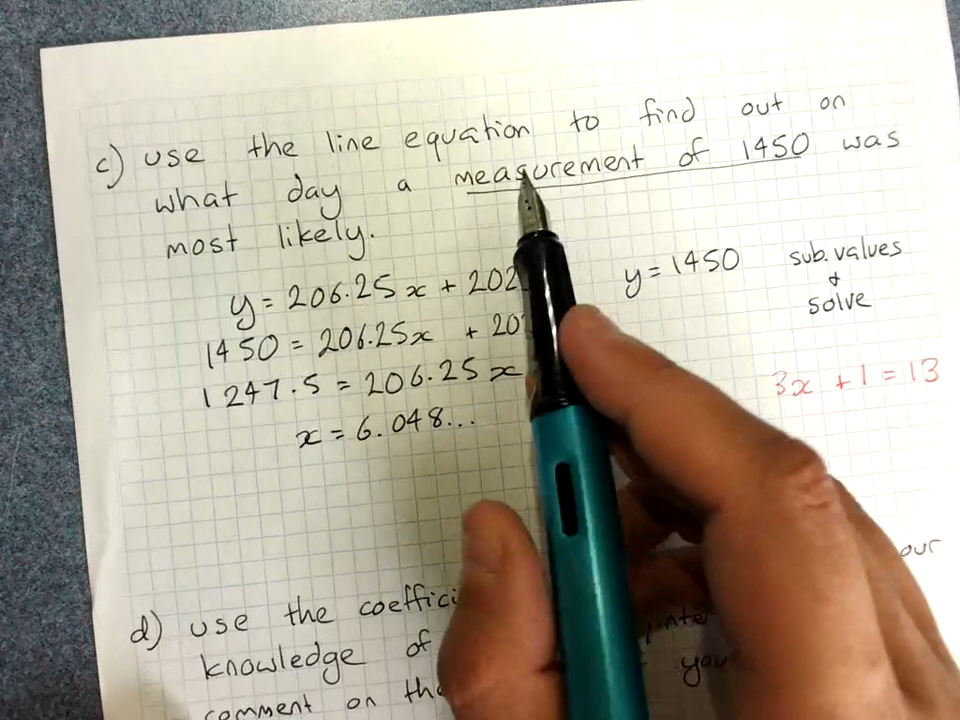 c) use the line equation to find out on
what day a measurement of 1450 was
most likely.
y = 206.25x + 202
y = 1450
sub. values
&
solve
1450 = 206.25x + 20
1247.5 = 206.25x
3x + 1 = 13
x = 6.048...
our
d) use the
knowledge of
comment on